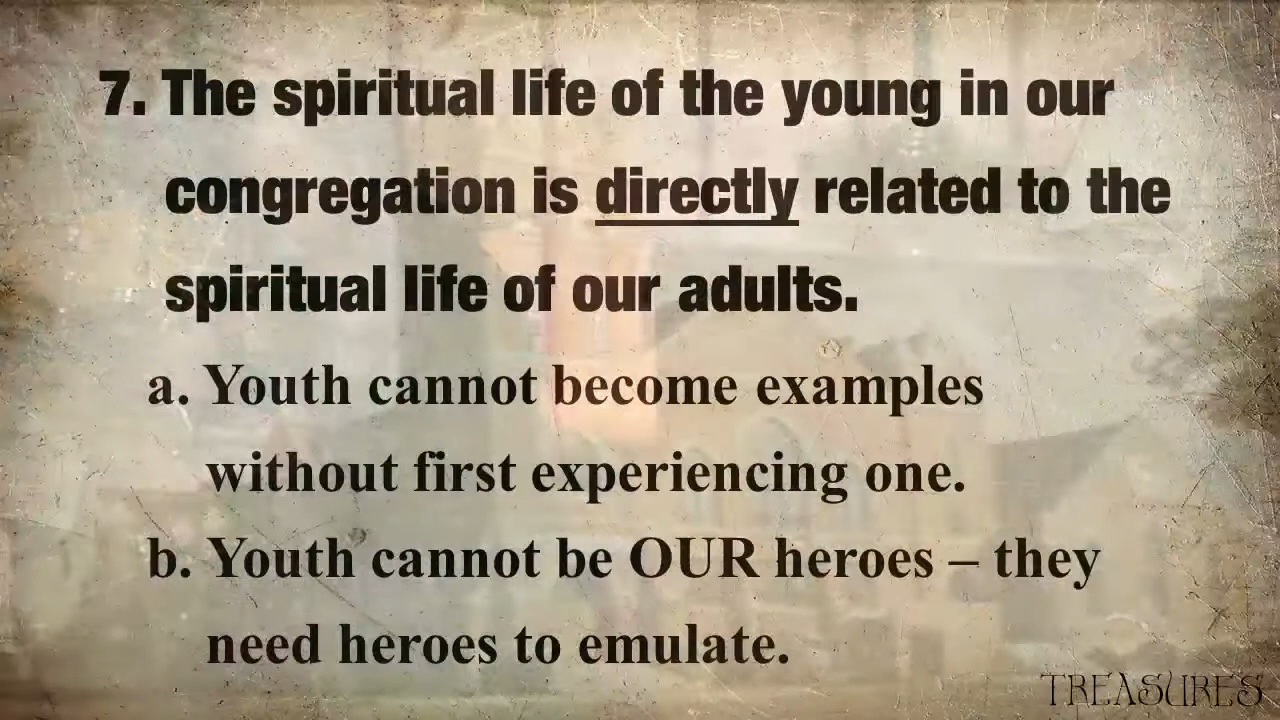 7. The spiritual life of the young in our
congregation is directly related to the
spiritual life of our adults.
a. Youth cannot become examples
without first experiencing one.
b. Youth cannot be OUR heroes – they
need heroes to emulate.
TREASURES